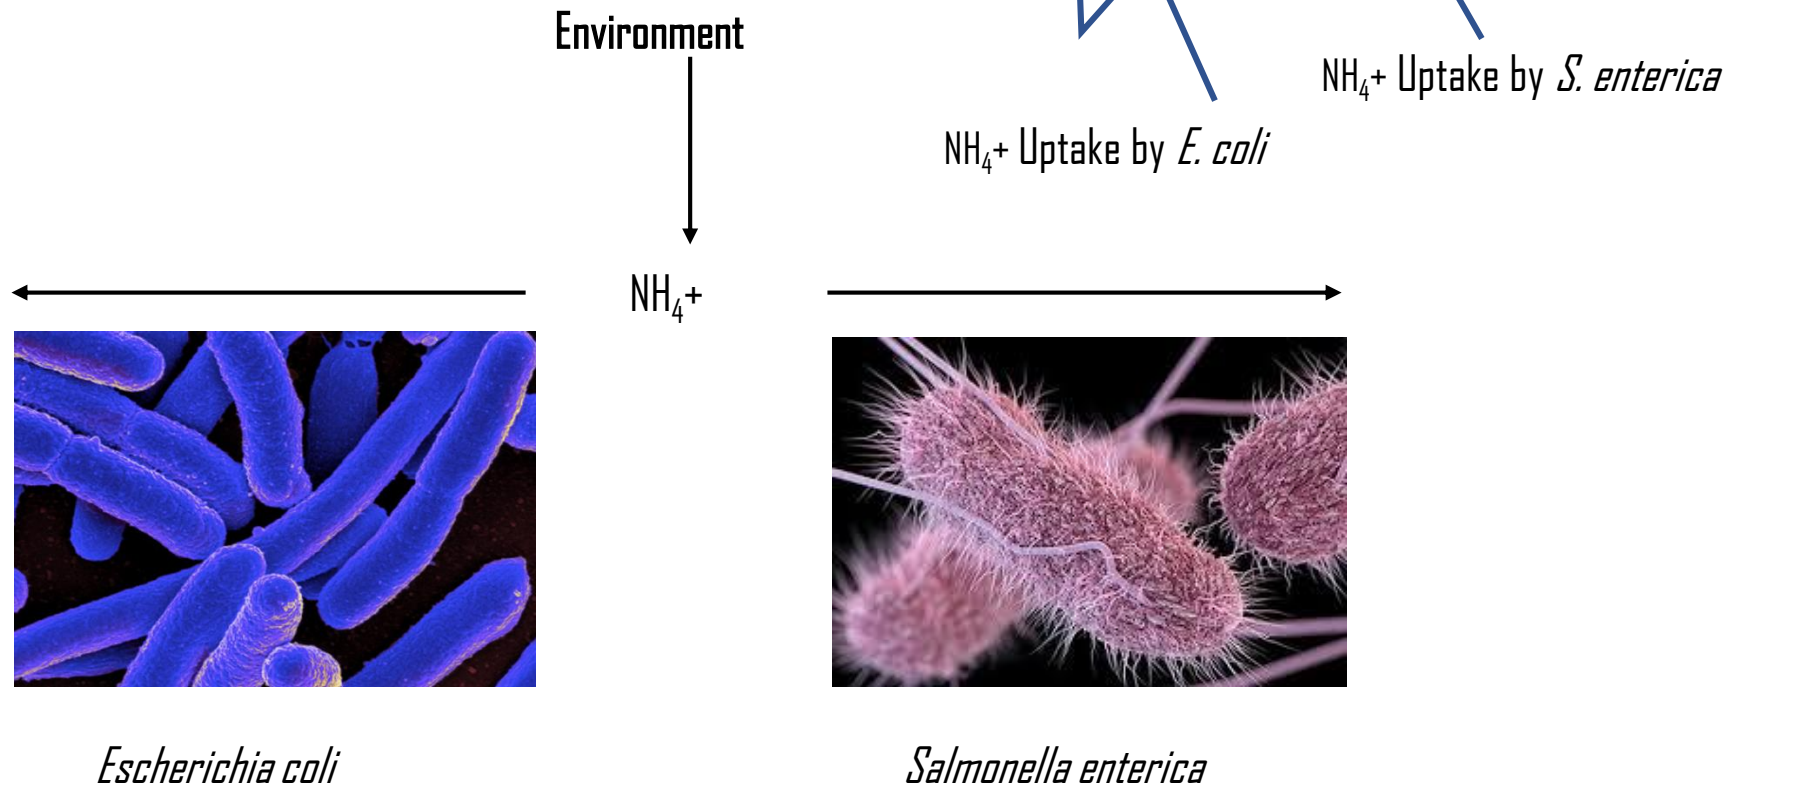 Environment
NH₄+ Uptake by S. enterica
NH₄+ Uptake by E. coli
NH₄+
Escherichia coli
Salmonella enterica